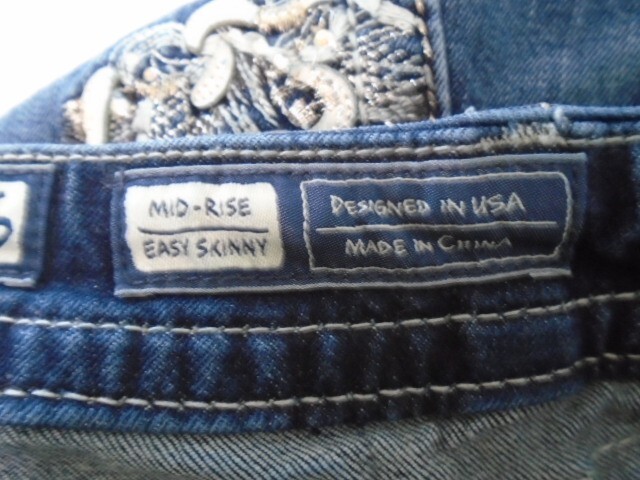 MID-RISE
EASY SKINNY
DESIGNED IN USA
MADE IN CHINA